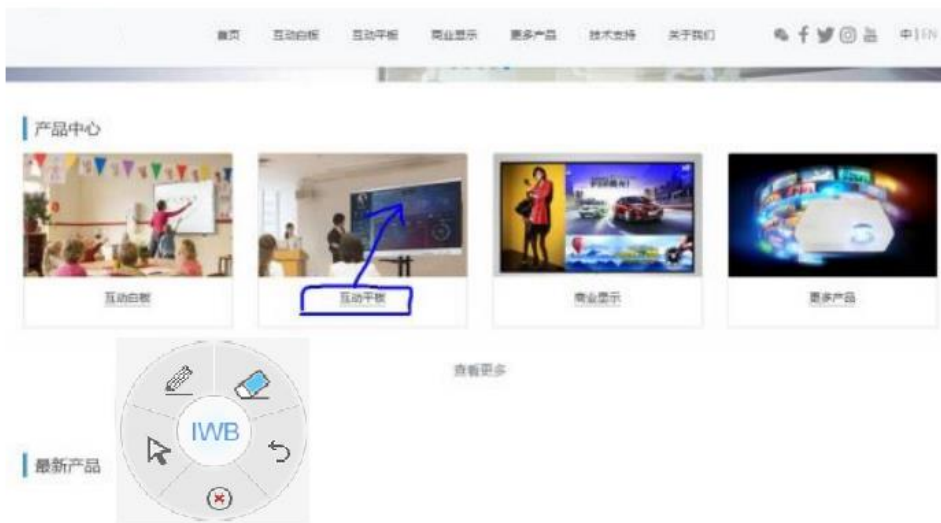 首页 互动白板 互动平板 商业显示 更多产品 技术支持 关于我们 中|EN
产品中心
互动白板 互动平板 商业显示 更多产品
查看更多
IWB
最新产品